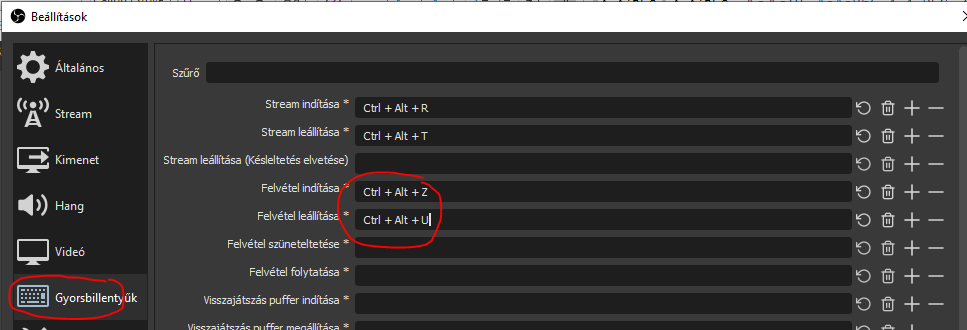 Beállítások
Általános
Stream
Kimenet
Hang
Videó
Gyorsbillentyűk
Szűrő
Stream indítása * Ctrl + Alt + R
Stream leállítása * Ctrl + Alt + T
Stream leállítása (Késleltetés elvetése)
Felvétel indítása * Ctrl + Alt + Z
Felvétel leállítása * Ctrl + Alt + U
Felvétel szüneteltetése *
Felvétel folytatása *
Visszajátszás puffer indítása *
Visszajátszás puffer megállítása *